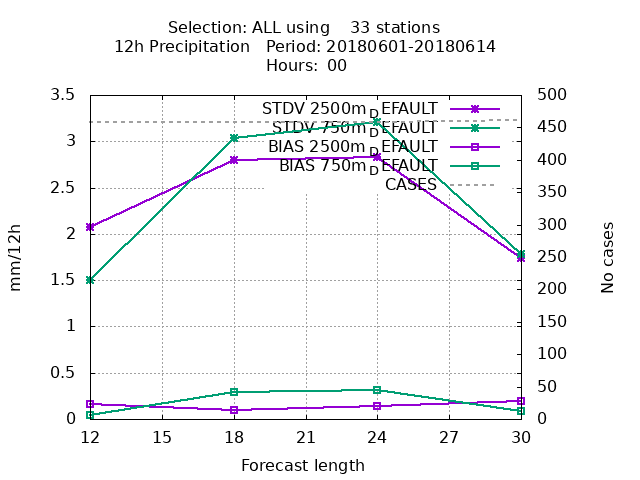 Selection: ALL using 33 stations
12h Precipitation Period: 20180601-20180614
Hours: 00
STDV 2500m_DEFAULT
STDV 750m_DEFAULT
BIAS 2500m_DEFAULT
BIAS 750m_DEFAULT
CASES
mm/12h
3.5
3
2.5
2
1.5
1
0.5
0
500
450
400
350
300
250
200
150
100
50
0
No cases
12 15 18 21 24 27 30
Forecast length